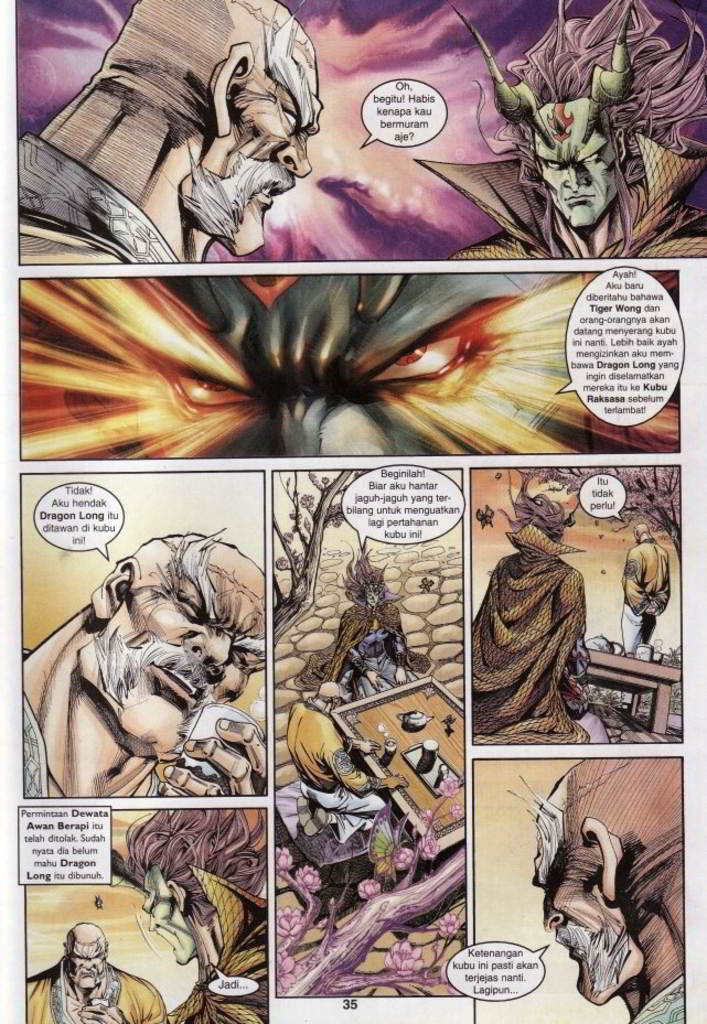 Oh,
begitu! Habis
kenapa kau
bermuram
aje?
Ayah!
Aku baru
diberitahu bahawa
Tiger Wong dan
orang-orangnya akan
datang menyerang kubu
ini nanti. Lebih baik ayah
mengizinkan aku mem-
bawa Dragon Long yang
ingin diselamatkan
mereka itu ke Kubu
Raksasa sebelum
terlambat!
Tidak!
Aku hendak
Dragon Long itu
ditawan di kubu
ini!
Beginilah!
Biar aku hantar
jaguh-jaguh yang ter-
bilang untuk menguatkan
lagi pertahanan
kubu ini!
Itu
tidak
perlu!
Permintaan Dewata
Awan Berapi itu
telah ditolak. Sudah
nyata dia belum
mahu Dragon
Long itu dibunuh.
Jadi...
Ketenangan
kubu ini pasti akan
terjejas nanti.
Lagipun...
35